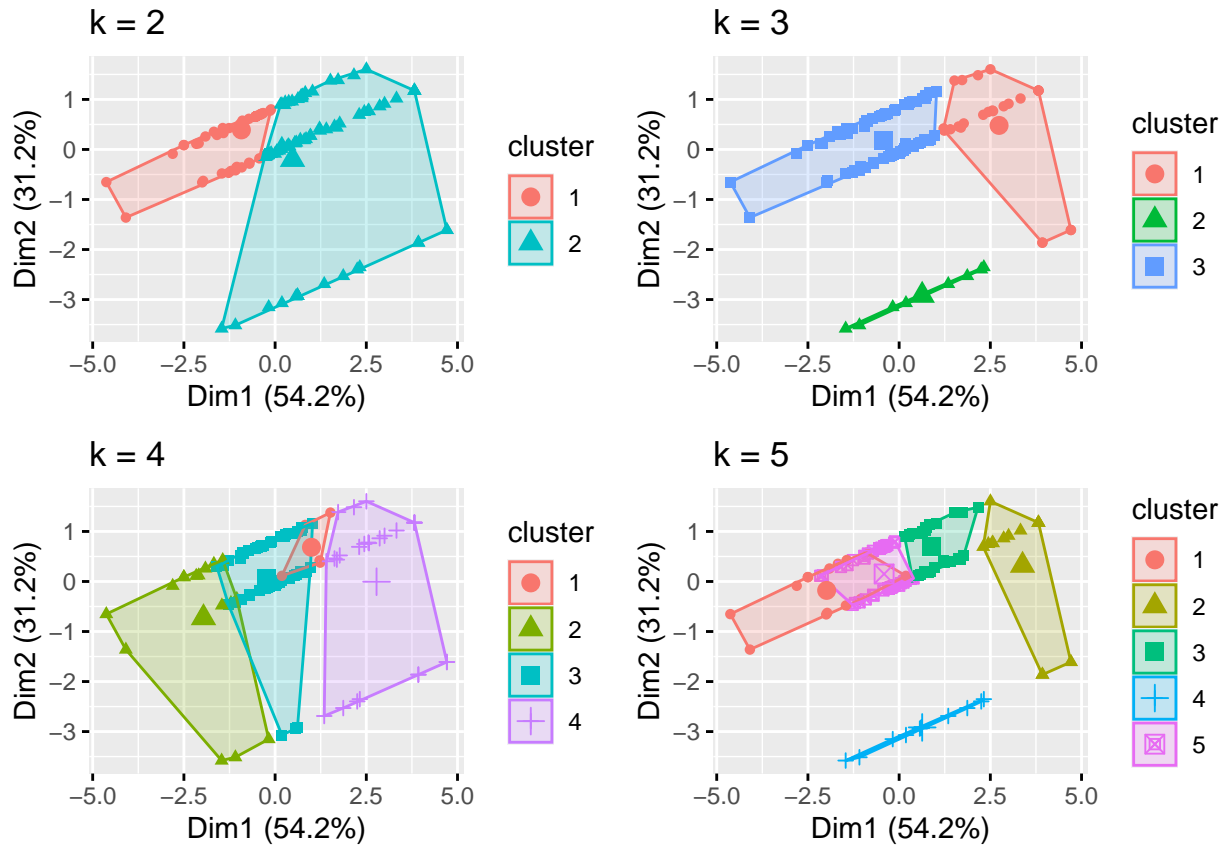 k = 2
Dim2 (31.2%)
1
0
−1
−2
−3
−5.0 −2.5 0.0 2.5 5.0
Dim1 (54.2%)
cluster
1
2
k = 3
Dim2 (31.2%)
1
0
−1
−2
−3
−5.0 −2.5 0.0 2.5 5.0
Dim1 (54.2%)
cluster
1
2
3
k = 4
Dim2 (31.2%)
1
0
−1
−2
−3
−5.0 −2.5 0.0 2.5 5.0
Dim1 (54.2%)
cluster
1
2
3
4
k = 5
Dim2 (31.2%)
1
0
−1
−2
−3
−5.0 −2.5 0.0 2.5 5.0
Dim1 (54.2%)
cluster
1
2
3
4
5